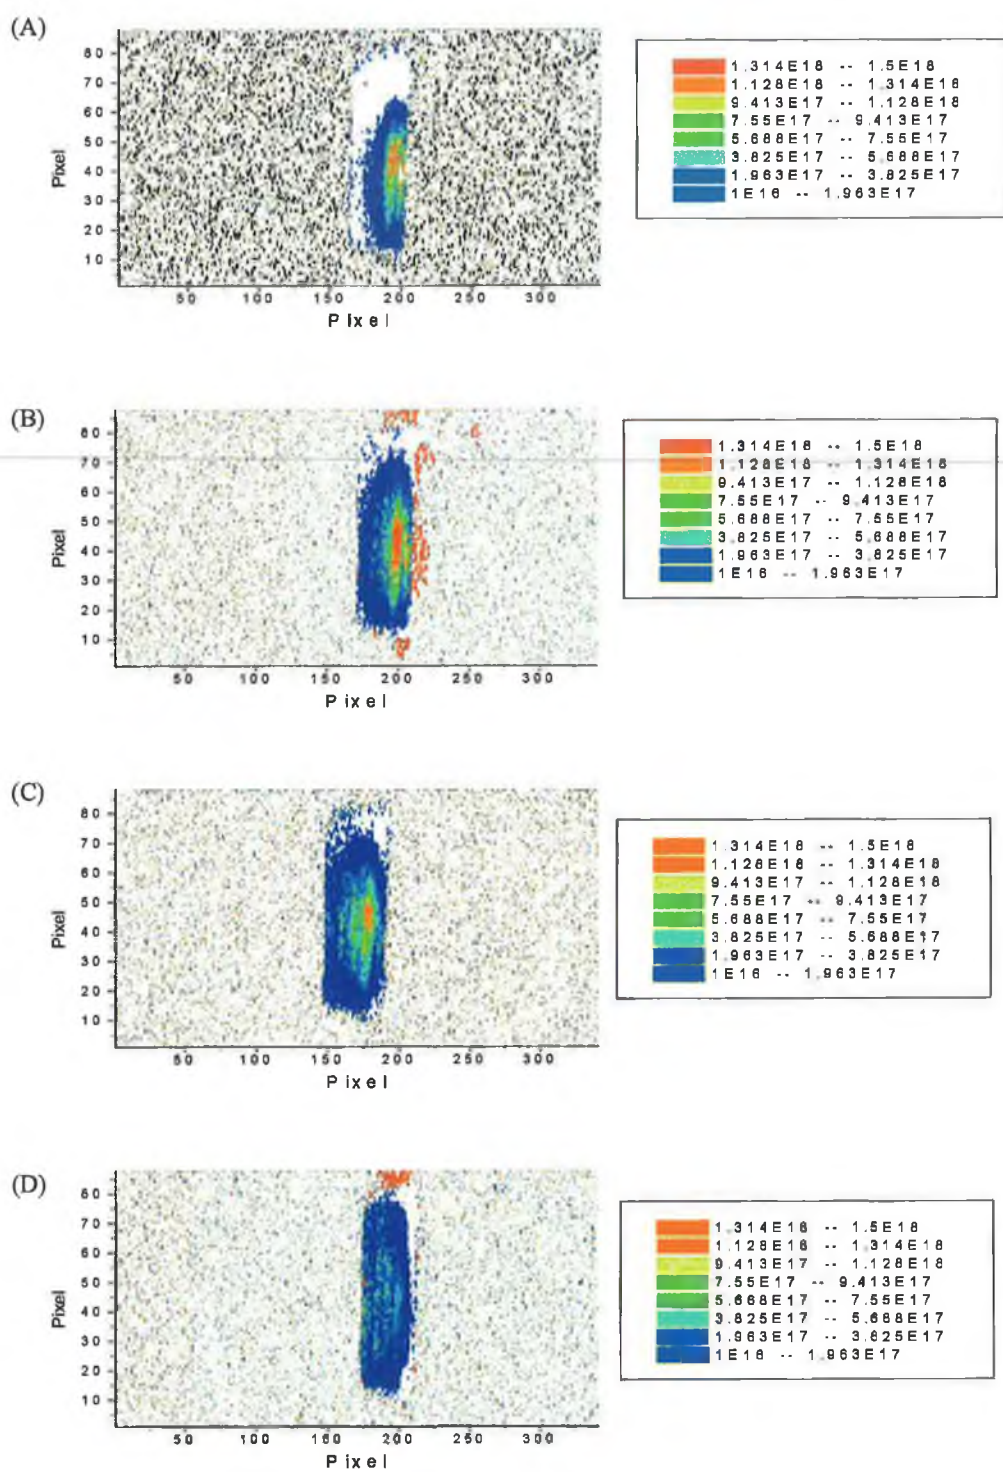 (A)
80
70
60
50
40
30
20
10
Pixel
50 100 150 200 250 300
Pixel
1.314E18 -- 1.5E18
1.128E18 -- 1.314E18
9.413E17 -- 1.128E18
7.55E17 -- 9.413E17
5.688E17 -- 7.55E17
3.825E17 -- 5.688E17
1.963E17 -- 3.825E17
1E16 -- 1.963E17
(B)
80
70
60
50
40
30
20
10
Pixel
50 100 150 200 250 300
Pixel
1.314E18 -- 1.5E18
1.128E18 -- 1.314E18
9.413E17 -- 1.128E18
7.55E17 -- 9.413E17
5.688E17 -- 7.55E17
3.825E17 -- 5.688E17
1.963E17 -- 3.825E17
1E16 -- 1.963E17
(C)
80
70
60
50
40
30
20
10
Pixel
50 100 150 200 250 300
Pixel
1.314E18 -- 1.5E18
1.128E18 -- 1.314E18
9.413E17 -- 1.128E18
7.55E17 -- 9.413E17
5.688E17 -- 7.55E17
3.825E17 -- 5.688E17
1.963E17 -- 3.825E17
1E16 -- 1.963E17
(D)
80
70
60
50
40
30
20
10
Pixel
50 100 150 200 250 300
Pixel
1.314E18 -- 1.5E18
1.128E18 -- 1.314E18
9.413E17 -- 1.128E18
7.55E17 -- 9.413E17
5.668E17 -- 7.55E17
3.825E17 -- 5.688E17
1.963E17 -- 3.825E17
1E16 -- 1.963E17